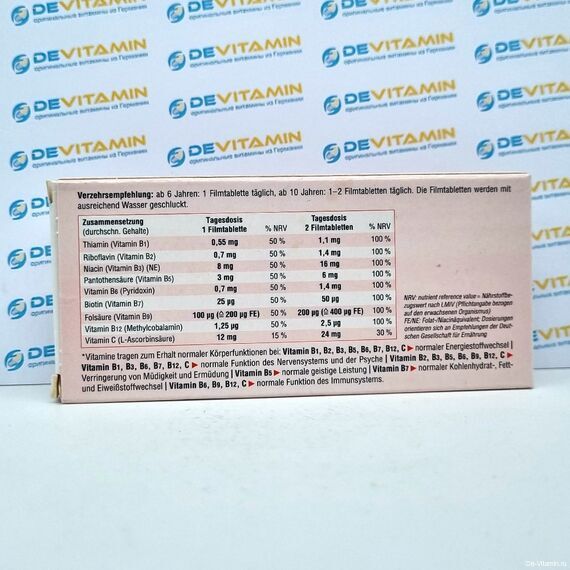 DEVITAMIN
оригинальные витамины из Германии
Verzehrsempfehlung: ab 6 Jahren: 1 Filmtablette täglich, ab 10 Jahren: 1–2 Filmtabletten täglich. Die Filmtabletten werden mit
ausreichend Wasser geschluckt.
Zusammensetzung (durchschn. Gehalte) Tagesdosis 1 Filmtablette % NRV Tagesdosis 2 Filmtabletten % NRV
Thiamin (Vitamin B1) 0,55 mg 50 % 1,1 mg 100 %
Riboflavin (Vitamin B2) 0,7 mg 50 % 1,4 mg 100 %
Niacin (Vitamin B3) (NE) 8 mg 50 % 16 mg 100 %
Pantothensäure (Vitamin B5) 3 mg 50 % 6 mg 100 %
Vitamin B6 (Pyridoxin) 0,7 mg 50 % 1,4 mg 100 %
Biotin (Vitamin B7) 25 µg 50 % 50 µg 100 %
Folsäure (Vitamin B9) 100 µg (≙ 200 µg FE) 50 % 200 µg (≙ 400 µg FE) 100 %
Vitamin B12 (Methylcobalamin) 1,25 µg 50 % 2,5 µg 100 %
Vitamin C (L-Ascorbinsäure) 12 mg 15 % 24 mg 30 %
NRV: nutrient reference value = Nährstoffbe-
zugswert nach LMIV (Pflichtangabe bezogen
auf den erwachsenen Organismus)
FE/NE: Folat-/Niacinäquivalent; Dosierungen
orientieren sich an Empfehlungen der Deut-
schen Gesellschaft für Ernährung
*Vitamine tragen zum Erhalt normaler Körperfunktionen bei: Vitamin B1, B2, B3, B5, B6, B7, B12, C ► normaler Energiestoffwechsel |
Vitamin B1, B3, B6, B7, B12, C ► normale Funktion des Nervensystems und der Psyche | Vitamin B2, B3, B5, B6, B9, B12, C ►
Verringerung von Müdigkeit und Ermüdung | Vitamin B5 ► normale geistige Leistung | Vitamin B7 ► normaler Kohlenhydrat-, Fett-
und Eiweißstoffwechsel | Vitamin B6, B9, B12, C ► normale Funktion des Immunsystems.
De-Vitamin.ru